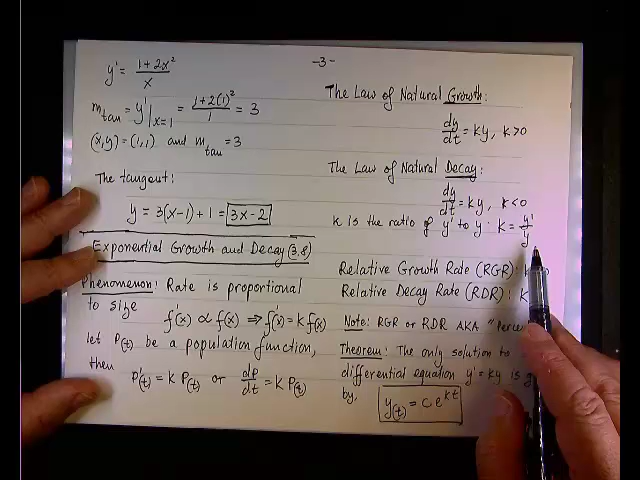 -3-
y' = 1+2x² / x
m_tan = y'|x=1 = 1+2(1)² / 1 = 3
(x,y) = (1,1) and m_tan = 3
The tangent:
y = 3(x-1)+1 = 3x-2
Exponential Growth and Decay (3.8)
Phenomenon: Rate is proportional
to size
f'(x) ∝ f(x) ⇒ f'(x) = k f(x)
let P(t) be a population function,
then
P'(t) = k P(t) or dP/dt = k P(t)
The Law of Natural Growth:
dy/dt = ky, k>0
The Law of Natural Decay:
dy/dt = ky, k<0
k is the ratio of y' to y: k = y'/y
Relative Growth Rate (RGR):
Relative Decay Rate (RDR): k
Note: RGR or RDR AKA "
Theorem: The only solution to
differential equation y' = ky is
by,
y(t) = c e^kt